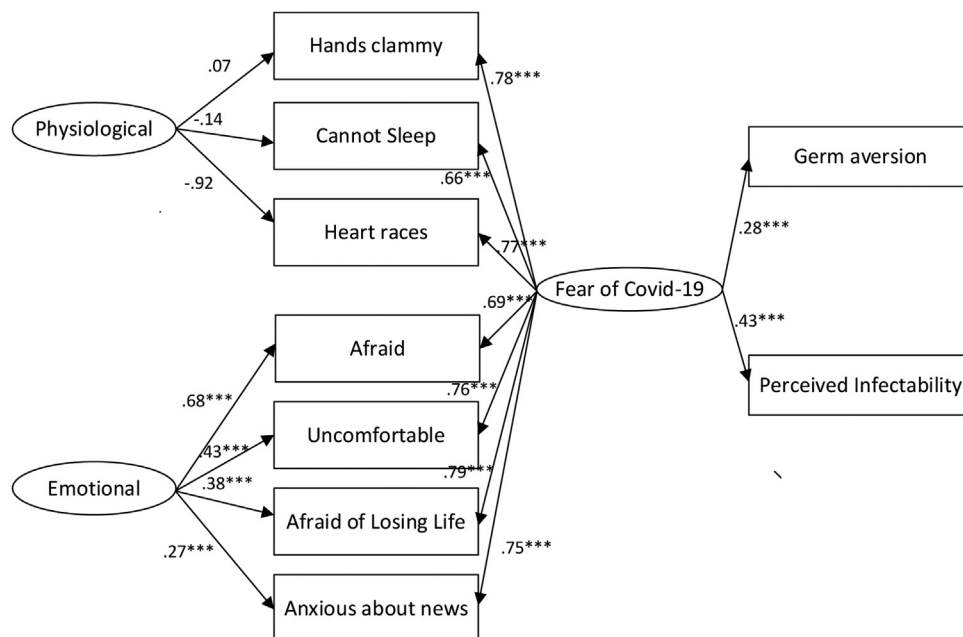 Hands clammy
.07
.78***
Physiological
-.14
Cannot Sleep
Germ aversion
.66***
-.92
Heart races
.77***
.28***
Fear of Covid-19
.69***
Afraid
.43***
.68***
.76***
Perceived Infectability
Uncomfortable
.43***
.79***
Emotional
.38***
Afraid of Losing Life
.27***
.75***
Anxious about news